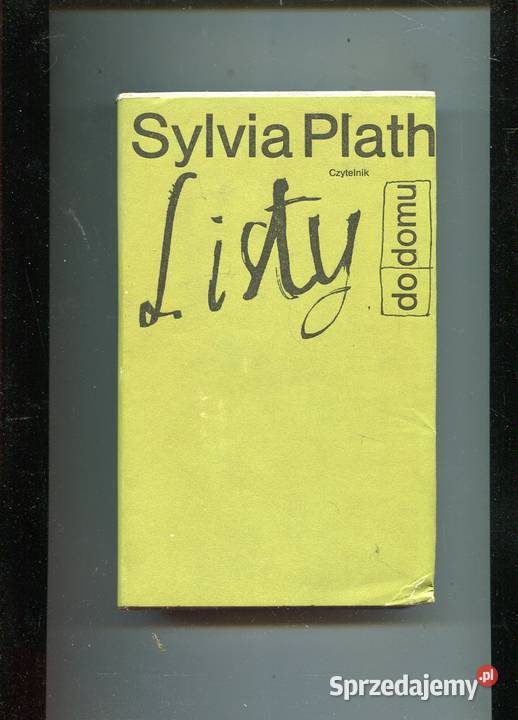 Sylvia Plath
Czytelnik
Listy
do domu
Sprzedajemy.pl